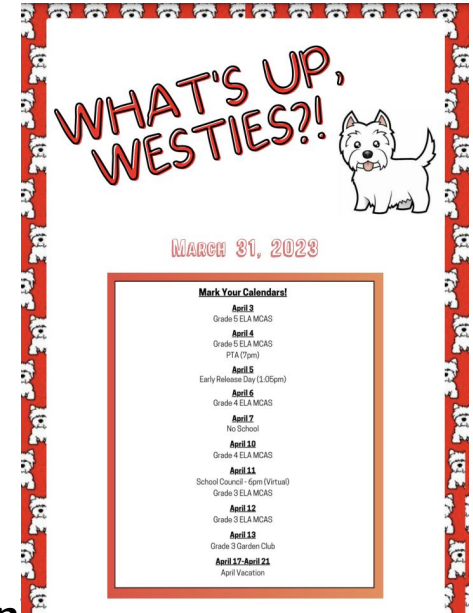 WHAT'S UP,
WESTIES?!
MARCH 31, 2023
Mark Your Calendars!
April 3
Grade 5 ELA MCAS
April 4
Grade 5 ELA MCAS
PTA (7pm)
April 5
Early Release Day (1:05pm)
April 6
Grade 4 ELA MCAS
April 7
No School
April 10
Grade 4 ELA MCAS
April 11
School Council - 6pm (Virtual)
Grade 3 ELA MCAS
April 12
Grade 3 ELA MCAS
April 13
Grade 3 Garden Club
April 17-April 21
April Vacation